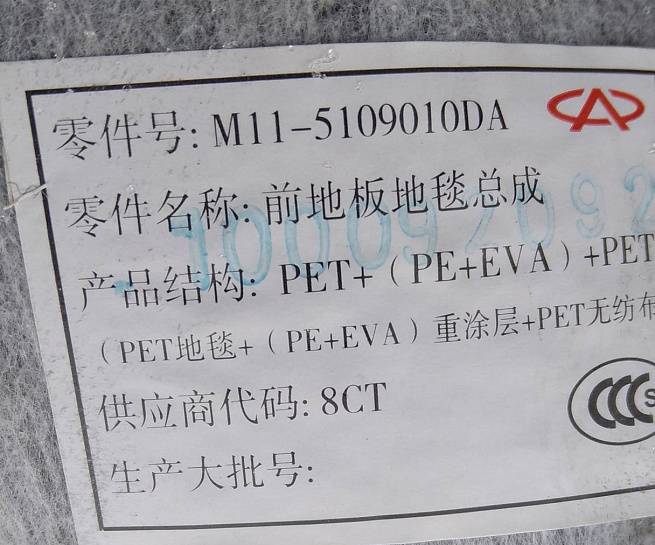 零件号: M11-5109010DA
零件名称: 前地板地毯总成
产品结构: PET+（PE+EVA）+PET
（PET地毯+（PE+EVA）重涂层+PET无纺布
供应商代码: 8CT
CCC S
生产大批号: